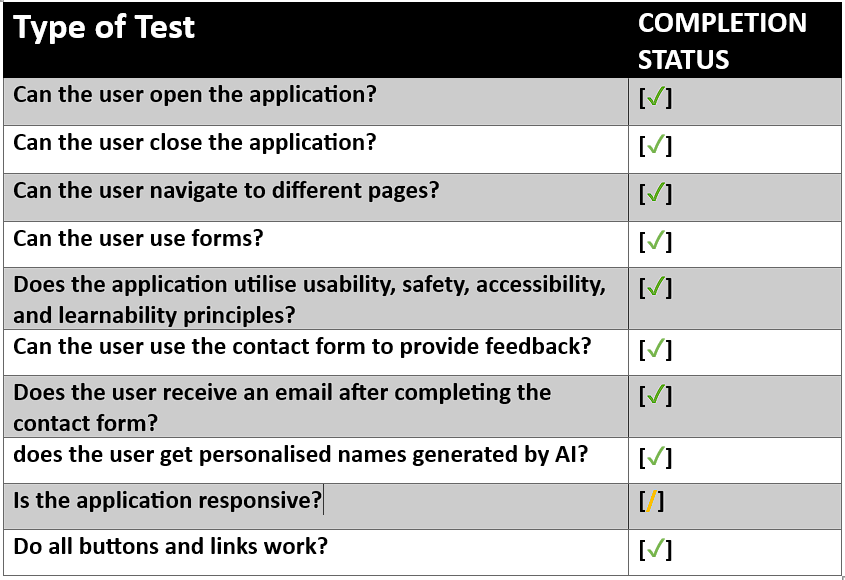 Type of Test
COMPLETION
STATUS
Can the user open the application?
[✓]
Can the user close the application?
[✓]
Can the user navigate to different pages?
[✓]
Can the user use forms?
[✓]
Does the application utilise usability, safety, accessibility,
and learnability principles?
[✓]
Can the user use the contact form to provide feedback?
[✓]
Does the user receive an email after completing the
contact form?
[✓]
does the user get personalised names generated by AI?
[✓]
Is the application responsive?
[/]
Do all buttons and links work?
[✓]